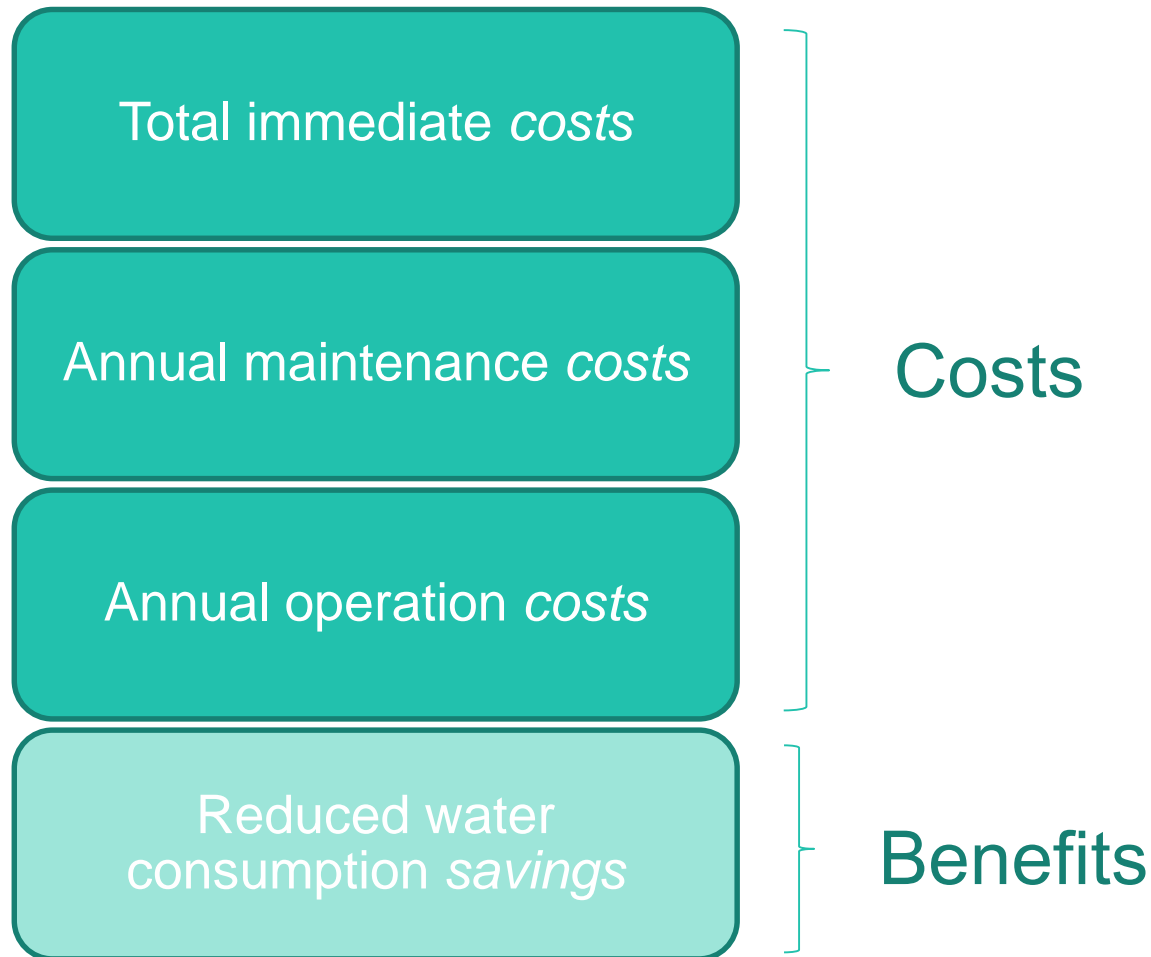 Total immediate costs
Annual maintenance costs
Costs
Annual operation costs
Reduced water
consumption savings
Benefits